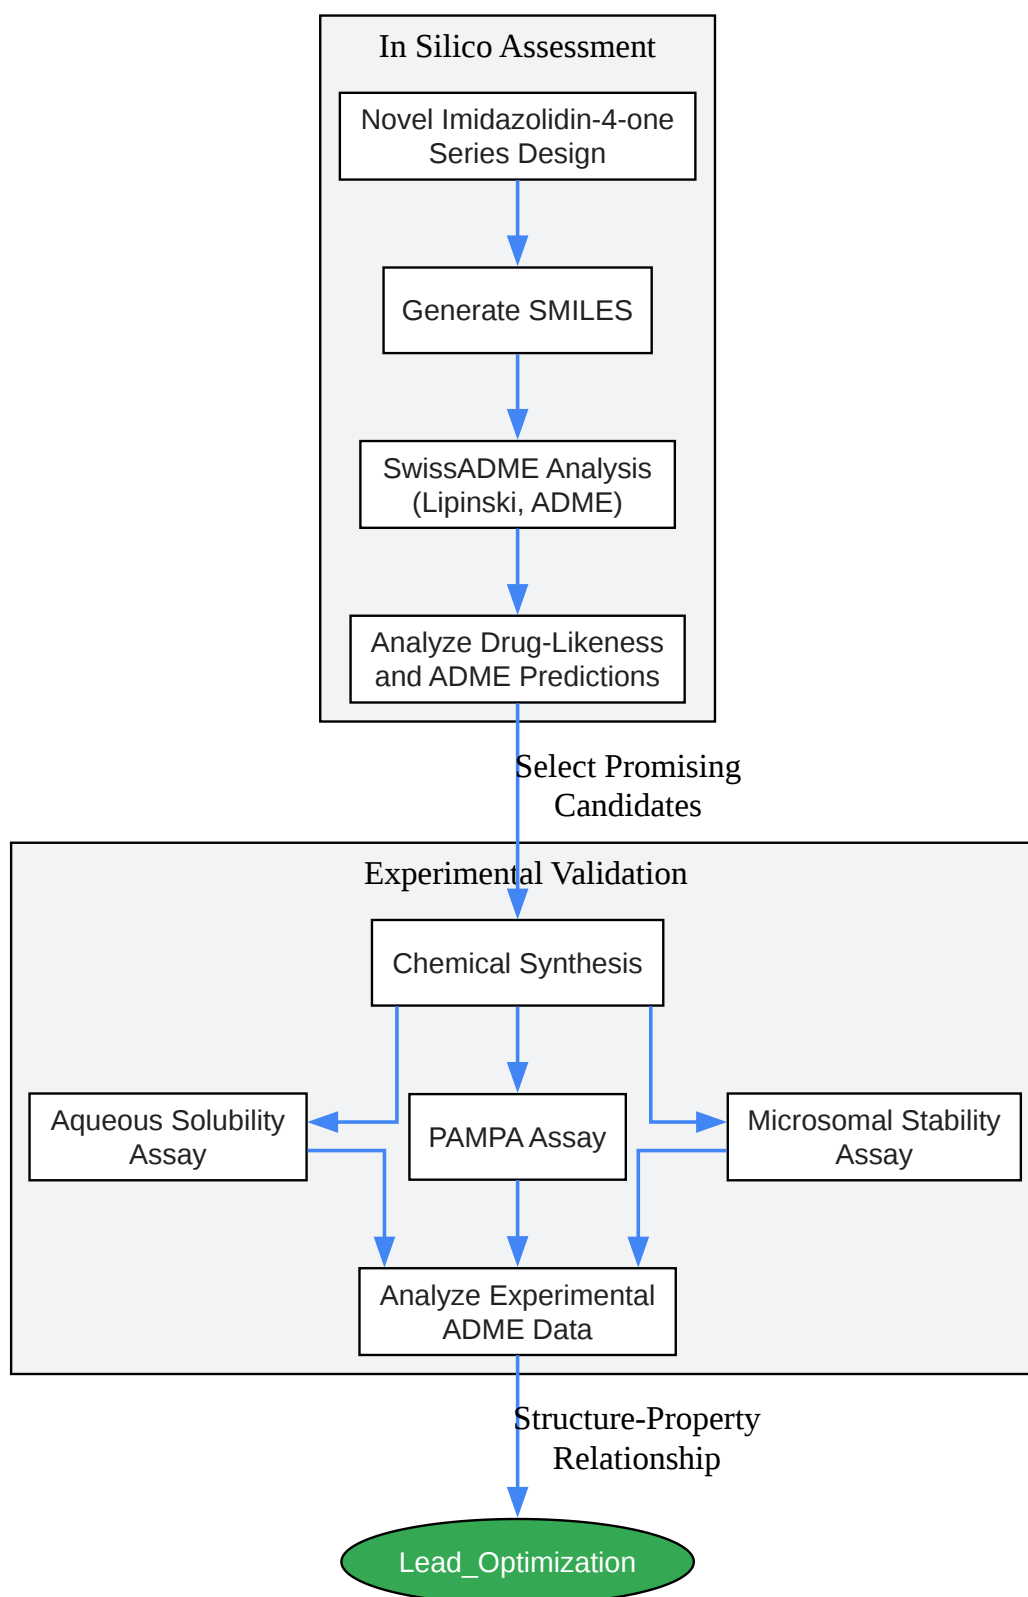 In Silico Assessment
Novel Imidazolidin-4-one
Series Design
Generate SMILES
SwissADME Analysis
(Lipinski, ADME)
Analyze Drug-Likeness
and ADME Predictions
Select Promising
Candidates
Experimental Validation
Chemical Synthesis
Aqueous Solubility
Assay
PAMPA Assay
Microsomal Stability
Assay
Analyze Experimental
ADME Data
Structure-Property
Relationship
Lead_Optimization